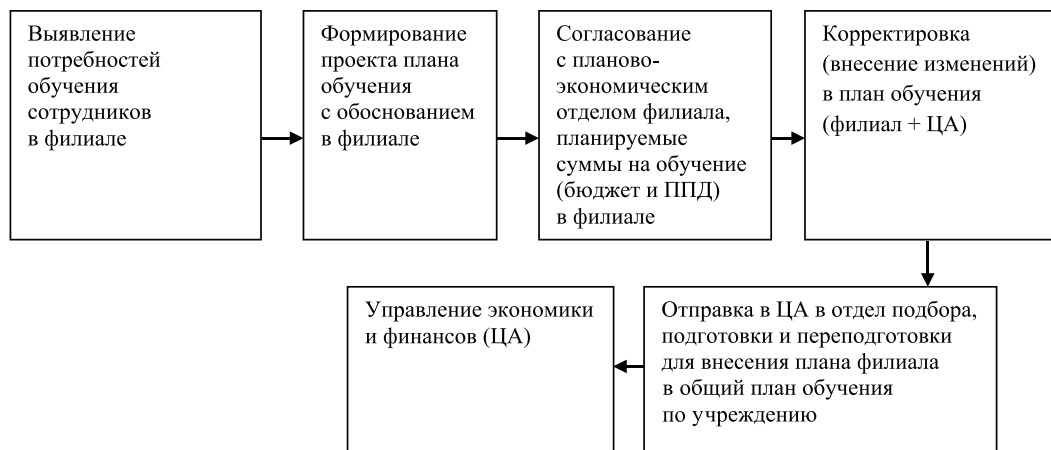 Выявление
потребностей
обучения
сотрудников
в филиале
Формирование
проекта плана
обучения
с обоснованием
в филиале
Согласование
с планово-
экономическим
отделом филиала,
планируемые
суммы на обучение
(бюджет и ППД)
в филиале
Корректировка
(внесение изменений)
в план обучения
(филиал + ЦА)
Отправка в ЦА в отдел подбора,
подготовки и переподготовки
для внесения плана филиала
в общий план обучения
по учреждению
Управление экономики
и финансов (ЦА)